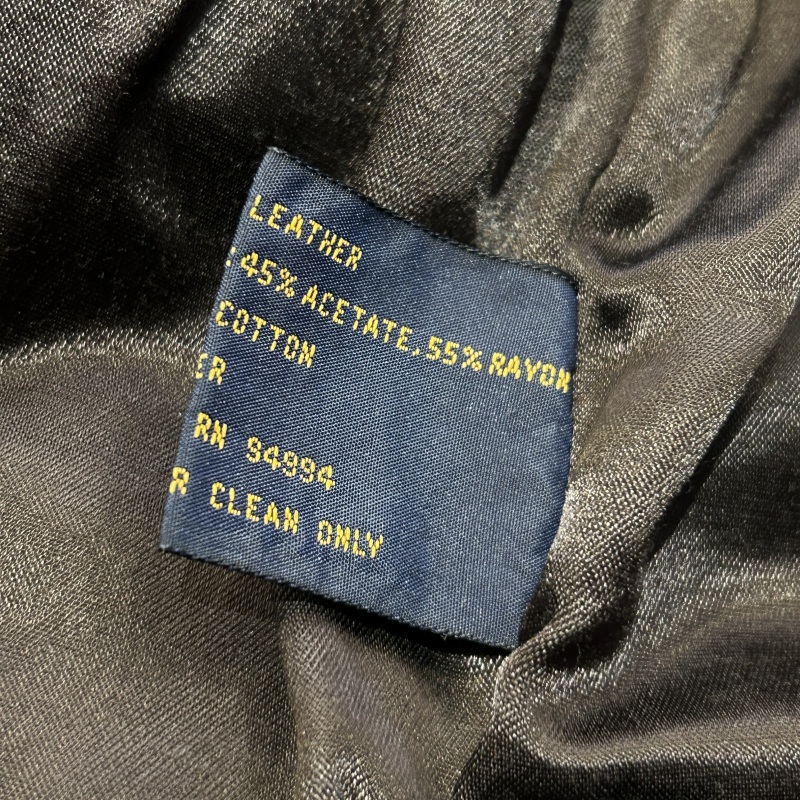 LEATHER
:45% ACETATE,55% RAYON
COTTON
ER
RN 94994
R CLEAN ONLY